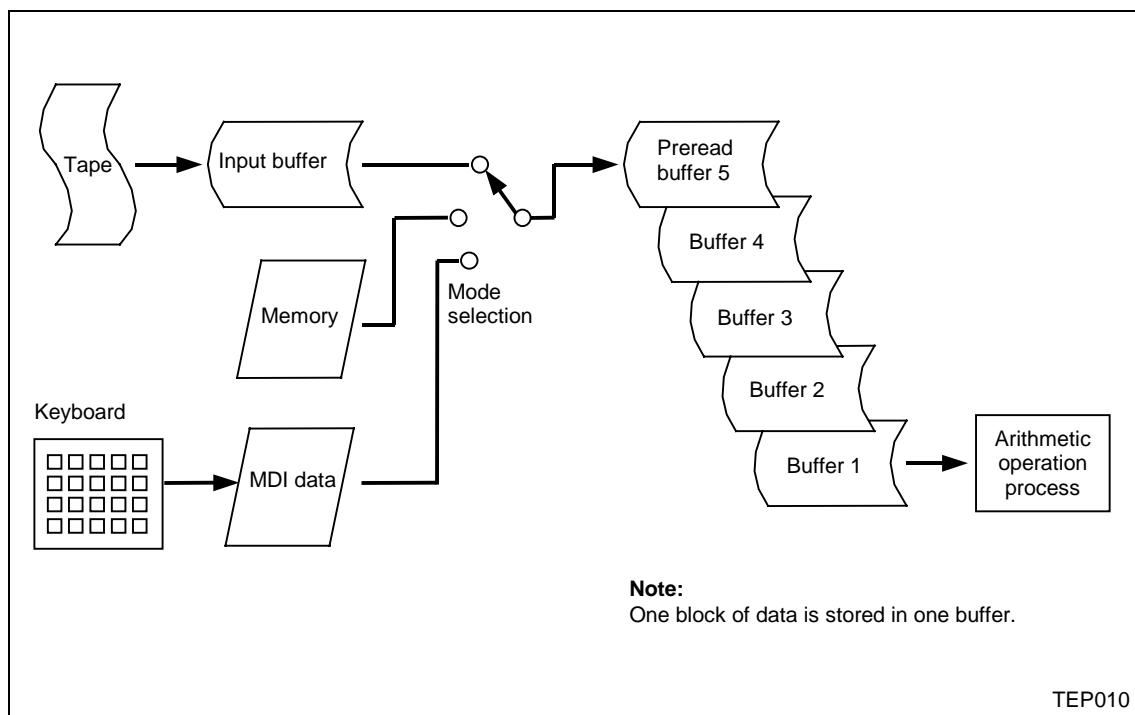 Tape
Input buffer
Preread
buffer 5
Buffer 4
Memory
Mode
selection
Buffer 3
Buffer 2
Keyboard
MDI data
Buffer 1
Arithmetic
operation
process
Note:
One block of data is stored in one buffer.
TEP010